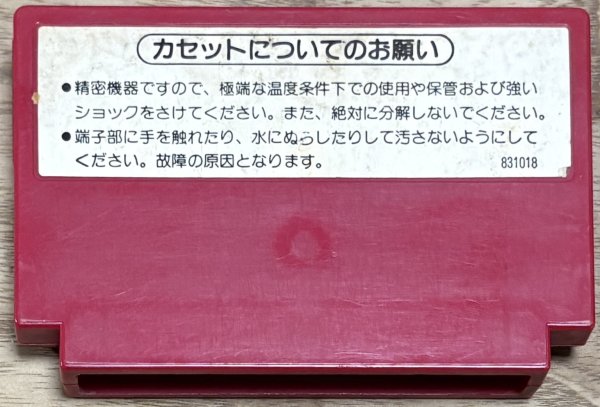 カセットについてのお願い
●精密機器ですので、極端な温度条件下での使用や保管および強い
ショックをさけてください。また、絶対に分解しないでください。
●端子部に手を触れたり、水にぬらしたりして汚さないようにして
ください。故障の原因となります。 831018